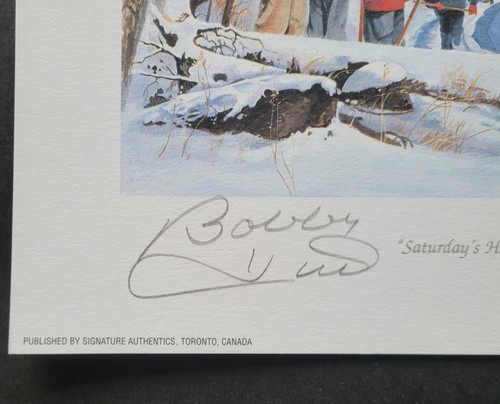 Bobby
"Saturday's H
PUBLISHED BY SIGNATURE AUTHENTICS, TORONTO, CANADA